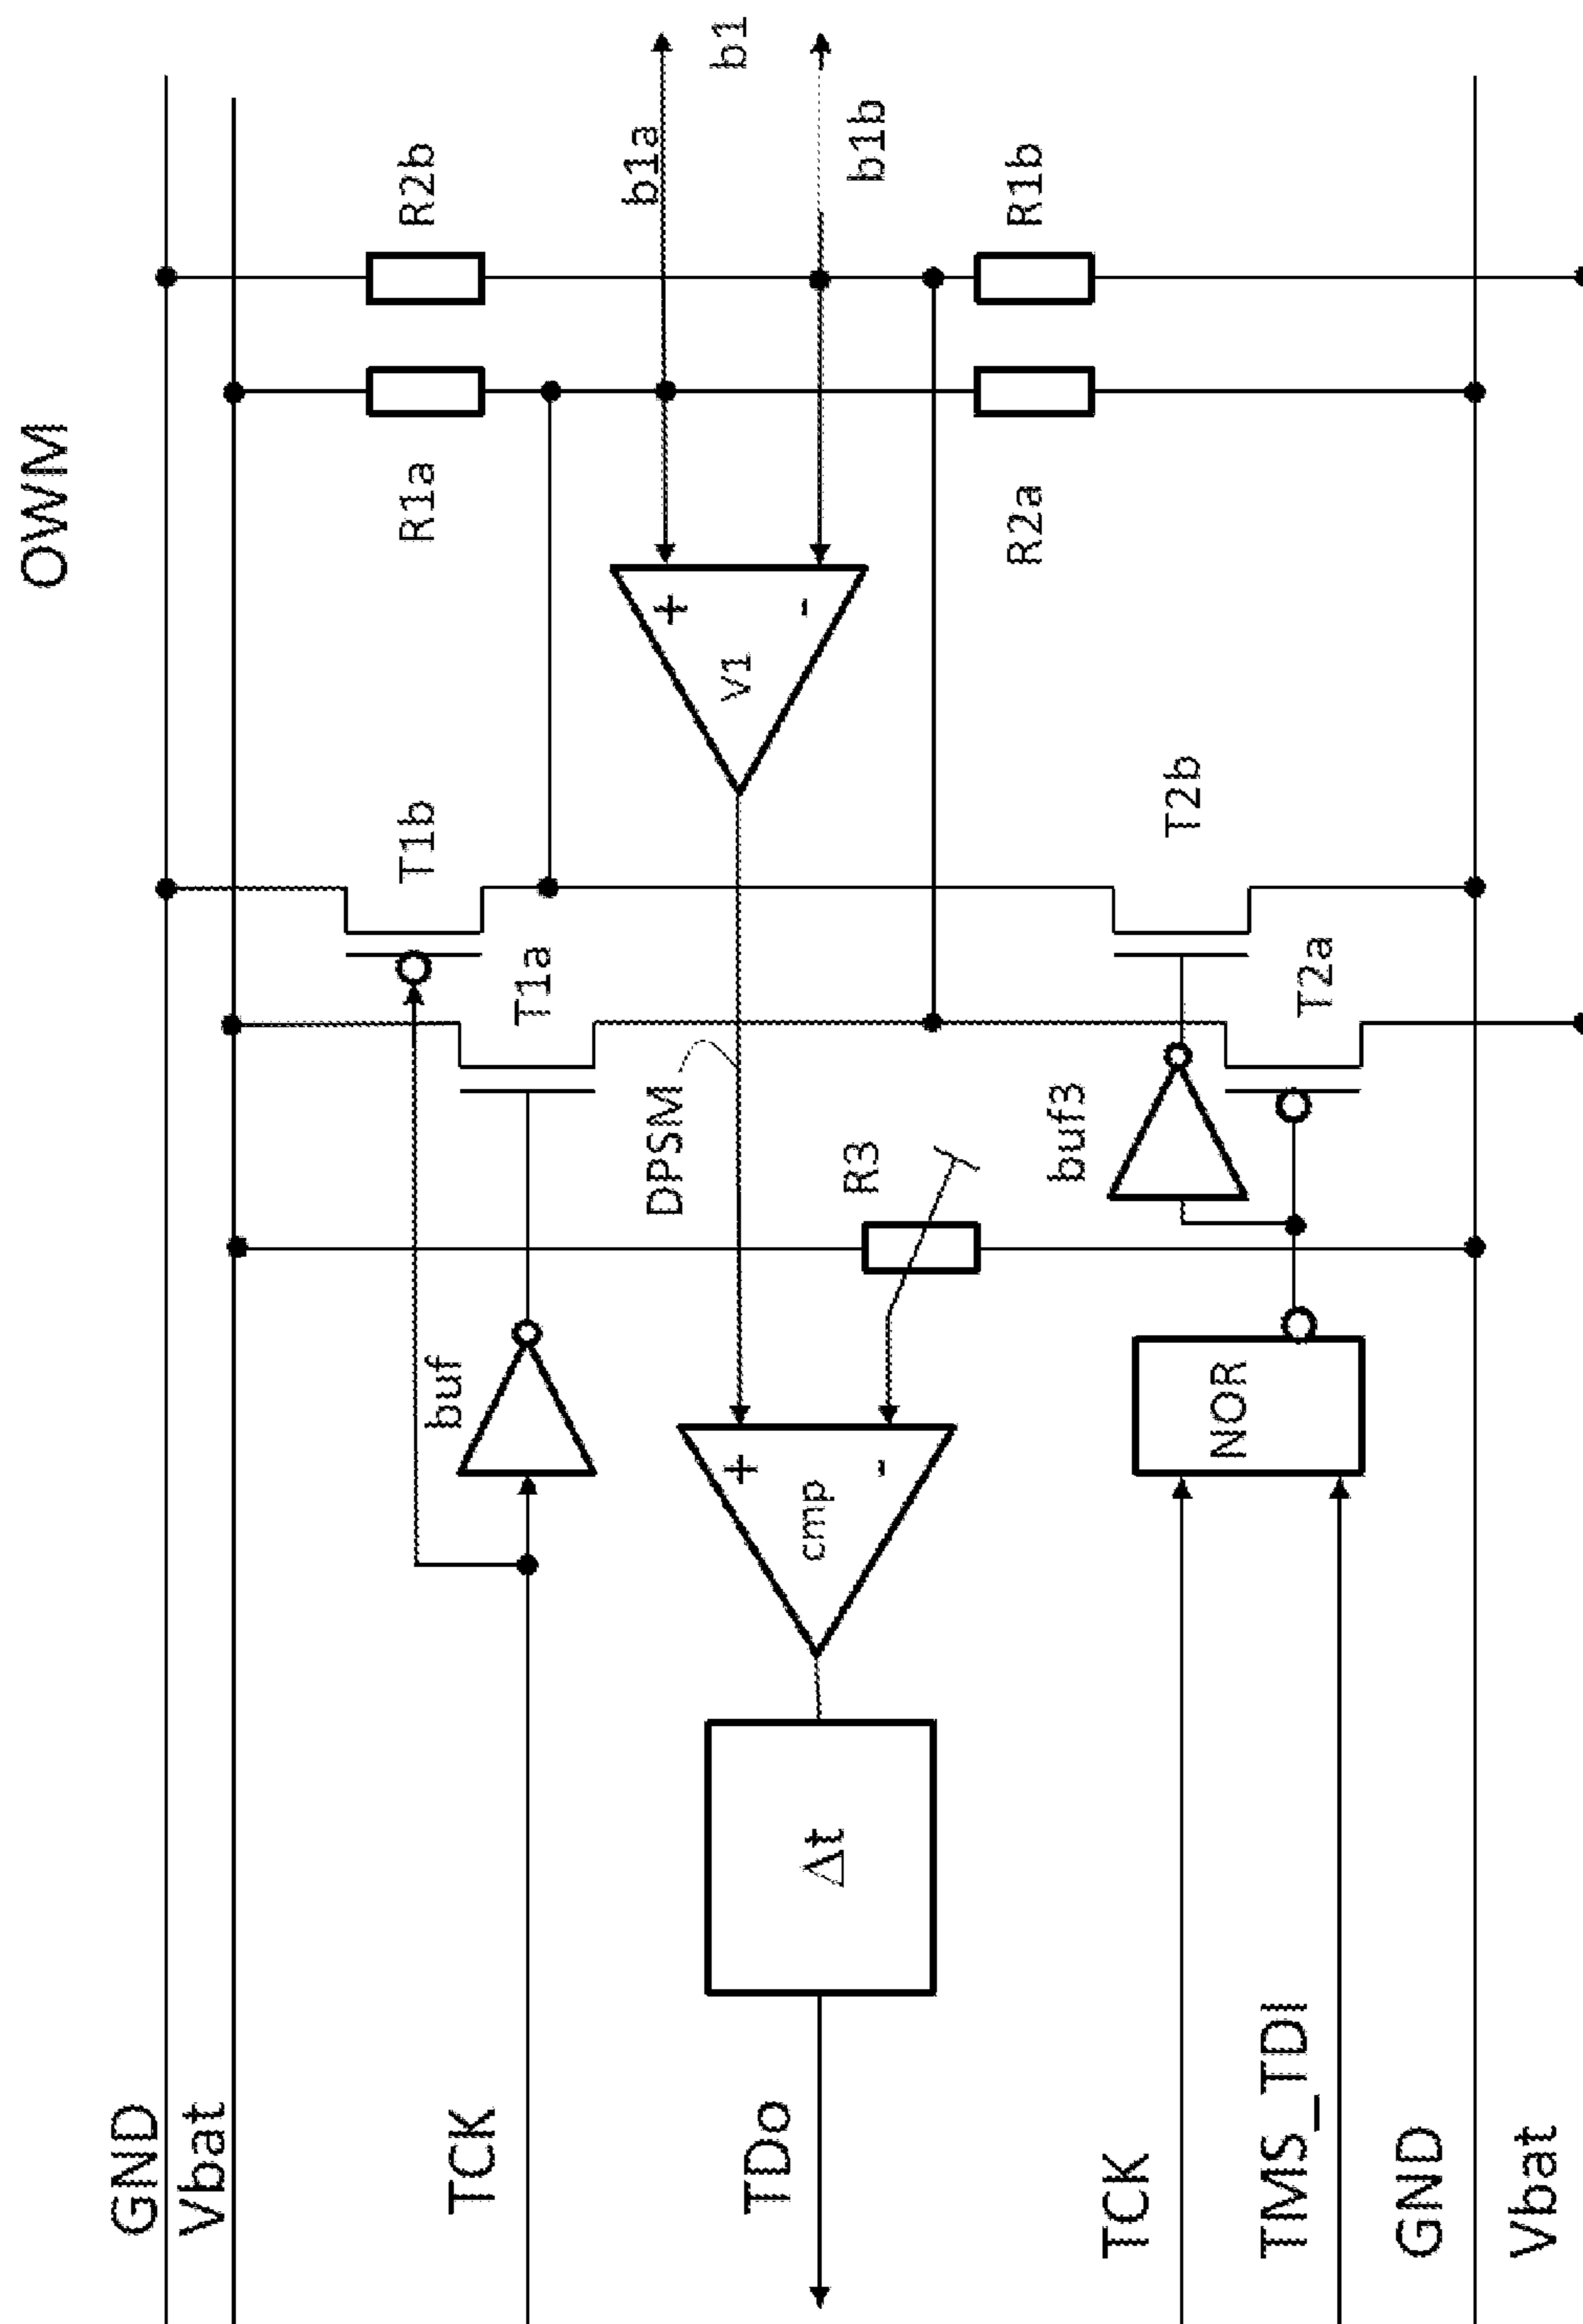 OWM
GND
Vbat
TCK
buf
T1b
T1a
R1a
R2b
b1a
b1
b1b
DPSM
V1
+
-
R3
cmp
+
-
Δt
TDo
TCK
NOR
buf3
T2b
T2a
R2a
R1b
TMS_TDI
GND
Vbat